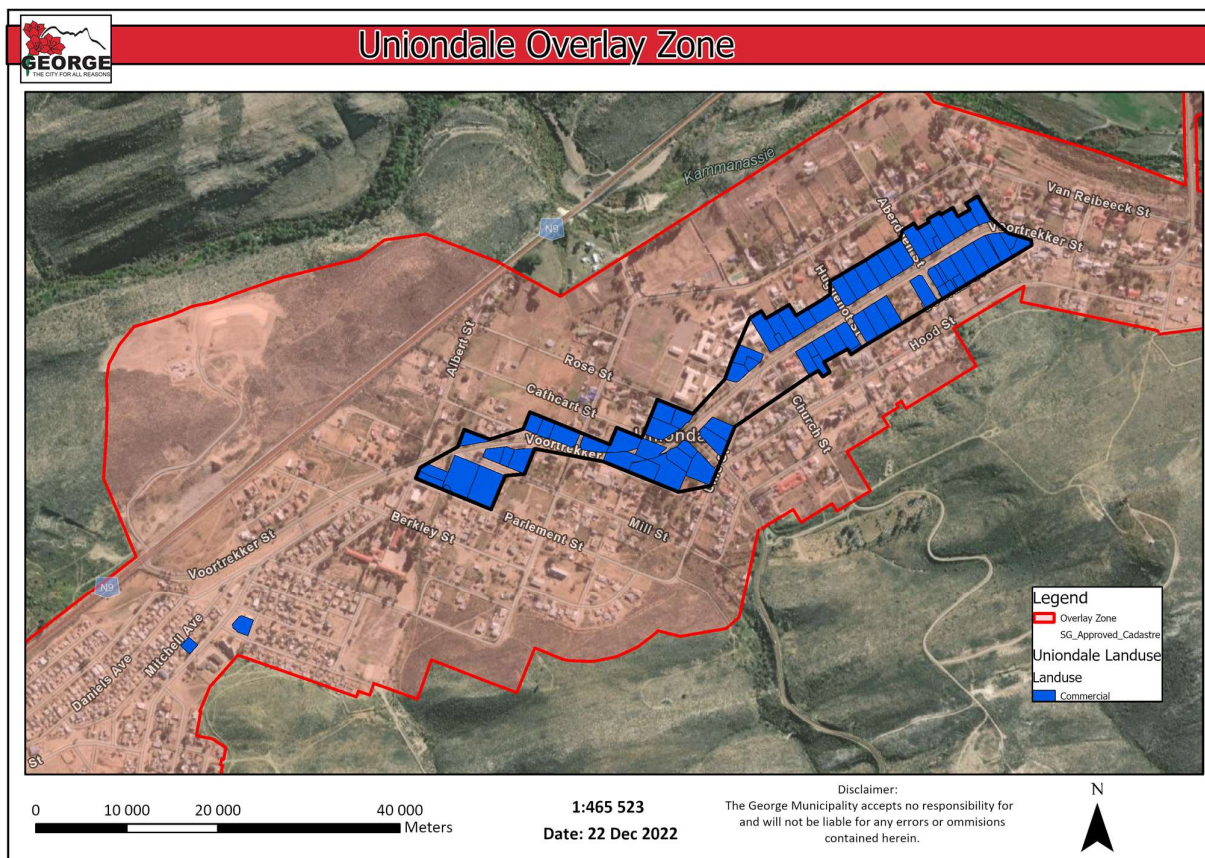 GEORGE
THE CITY FOR ALL REASONS
Uniondale Overlay Zone
Kammanassie
Van Reibeeck St
Voortrekker St
N9
Huguenot St
Hood St
Albert St
Rose St
Cathcart St
Church St
Voortrekker
Berkley St
Parlement St
Mill St
Voortrekker St
N9
Mitchell Ave
Daniels Ave
St
Legend
Overlay Zone
SG_Approved_Cadastre
Uniondale Landuse
Landuse
Commercial
0 10 000 20 000 40 000
Meters
1:465 523
Date: 22 Dec 2022
Disclaimer:
The George Municipality accepts no responsibility for
and will not be liable for any errors or ommisions
contained herein.
N